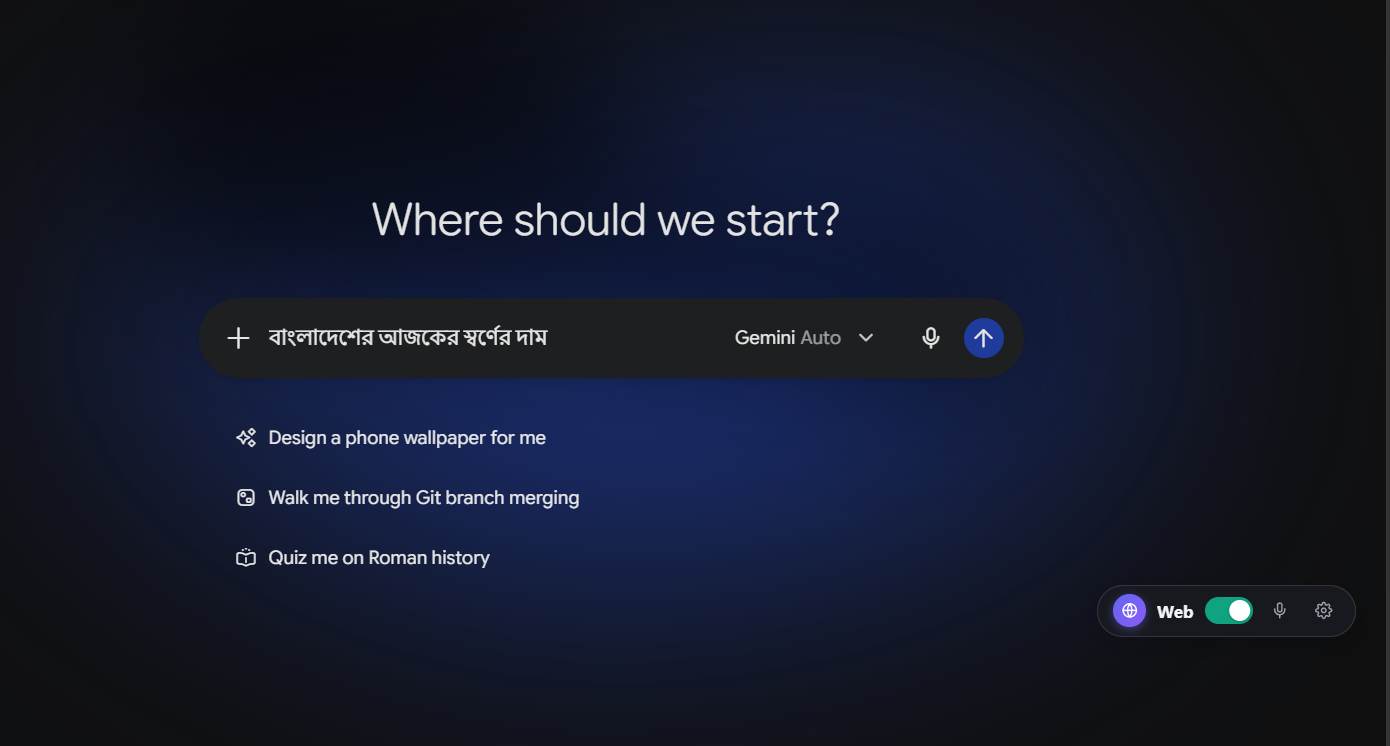 Where should we start?
বাংলাদেশের আজকের স্বর্ণের দাম
Gemini Auto
Design a phone wallpaper for me
Walk me through Git branch merging
Quiz me on Roman history
Web